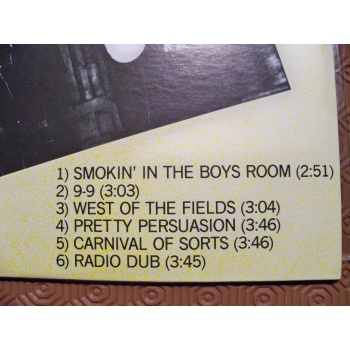 1) SMOKIN' IN THE BOYS ROOM (2:51)
2) 9-9 (3:03)
3) WEST OF THE FIELDS (3:04)
4) PRETTY PERSUASION (3:46)
5) CARNIVAL OF SORTS (3:46)
6) RADIO DUB (3:45)